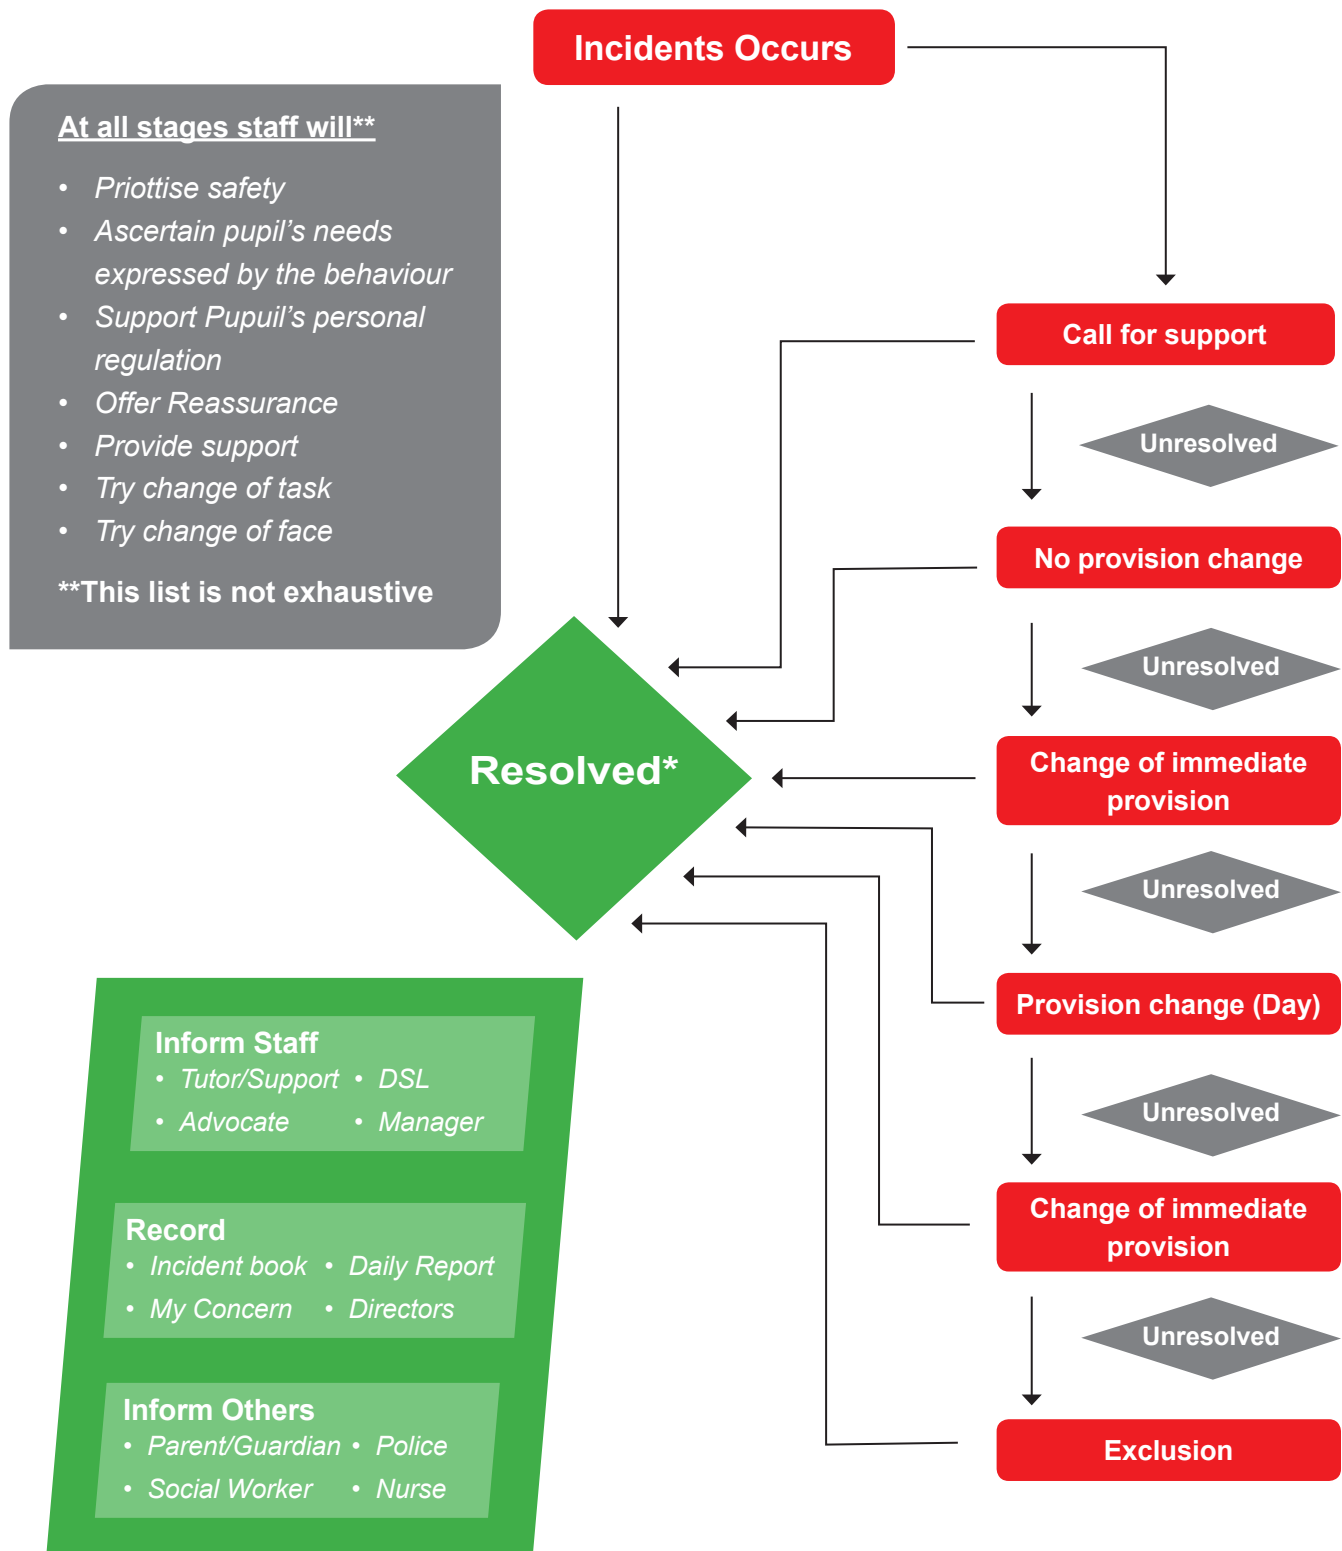 Incidents Occurs
At all stages staff will**
• Priottise safety
• Ascertain pupil's needs
expressed by the behaviour
• Support Pupuil's personal
regulation
• Offer Reassurance
• Provide support
• Try change of task
• Try change of face
**This list is not exhaustive
Call for support
Unresolved
No provision change
Unresolved
Change of immediate
provision
Unresolved
Provision change (Day)
Unresolved
Change of immediate
provision
Unresolved
Exclusion
Resolved*
Inform Staff
• Tutor/Support • DSL
• Advocate • Manager
Record
• Incident book • Daily Report
• My Concern • Directors
Inform Others
• Parent/Guardian • Police
• Social Worker • Nurse